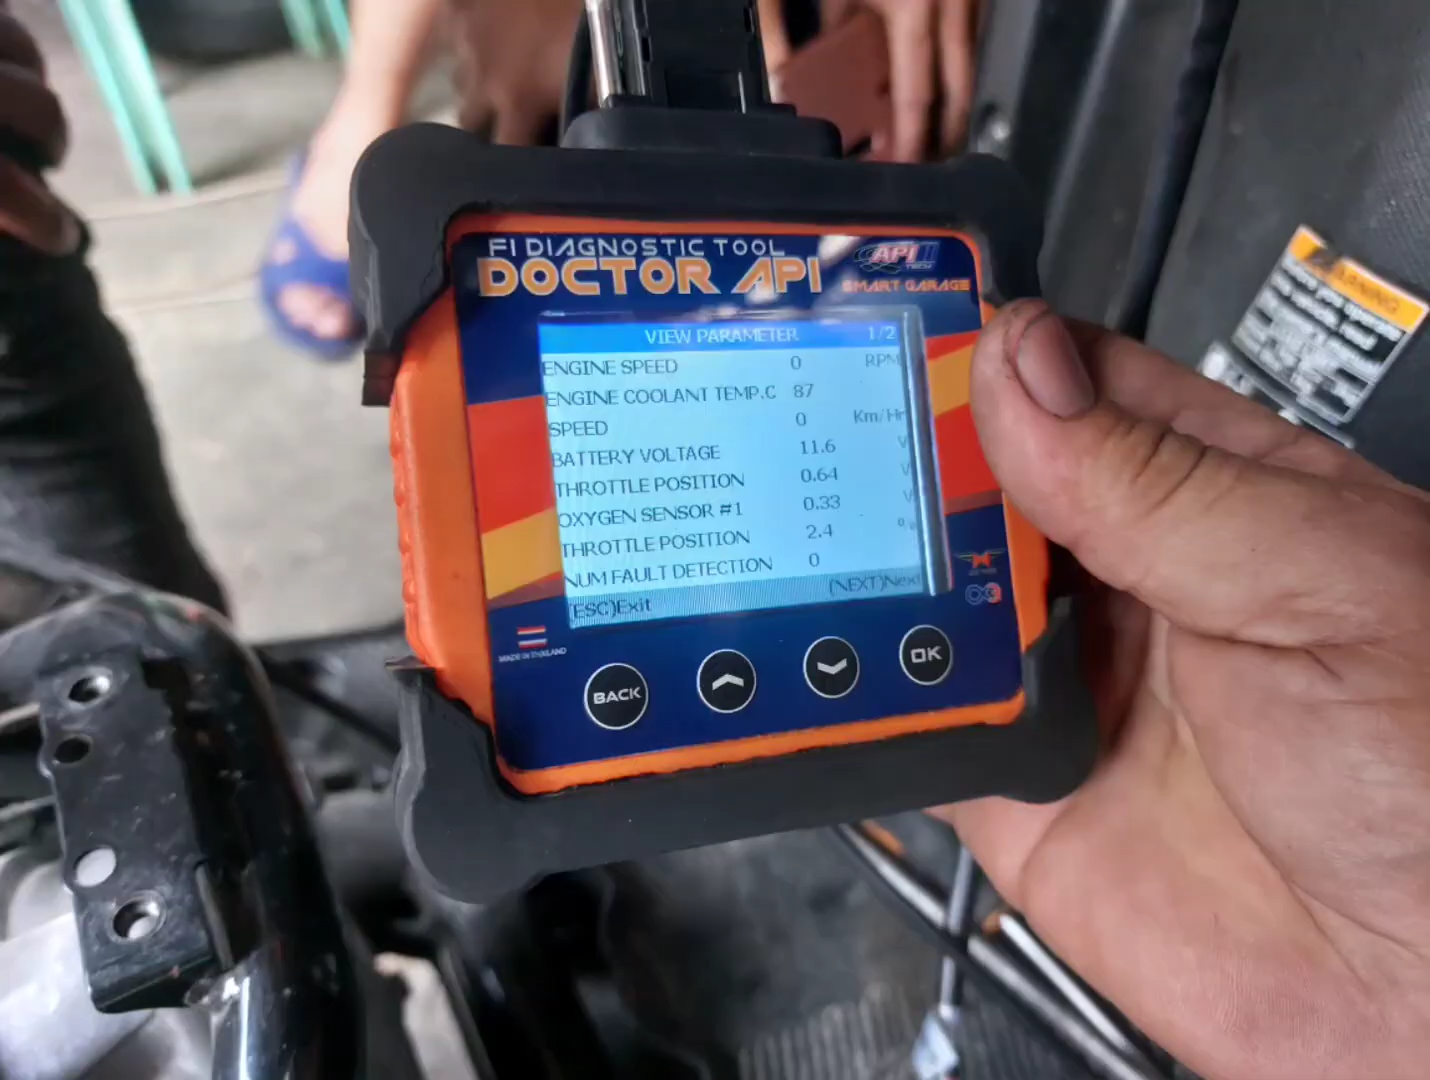 FI DIAGNOSTIC TOOL
DOCTOR API
API TECH
SMART GARAGE
VIEW PARAMETER 1/2
ENGINE SPEED 0 RPM
ENGINE COOLANT TEMP.C 87
SPEED 0 Km/Hr
BATTERY VOLTAGE 11.6 V
THROTTLE POSITION 0.64 V
OXYGEN SENSOR #1 0.33 V
THROTTLE POSITION 2.4 %
NUM FAULT DETECTION 0
(ESC)Exit (NEXT)Next
MADE IN THAILAND
BACK
OK
WARNING